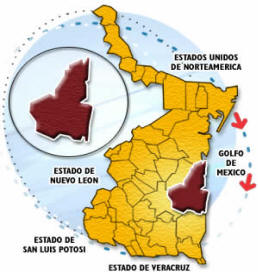 ESTADOS UNIDOS
DE NORTEAMERICA
GOLFO
DE
MEXICO
ESTADO DE
NUEVO LEON
ESTADO DE
SAN LUIS POTOSI
ESTADO DE VERACRUZ